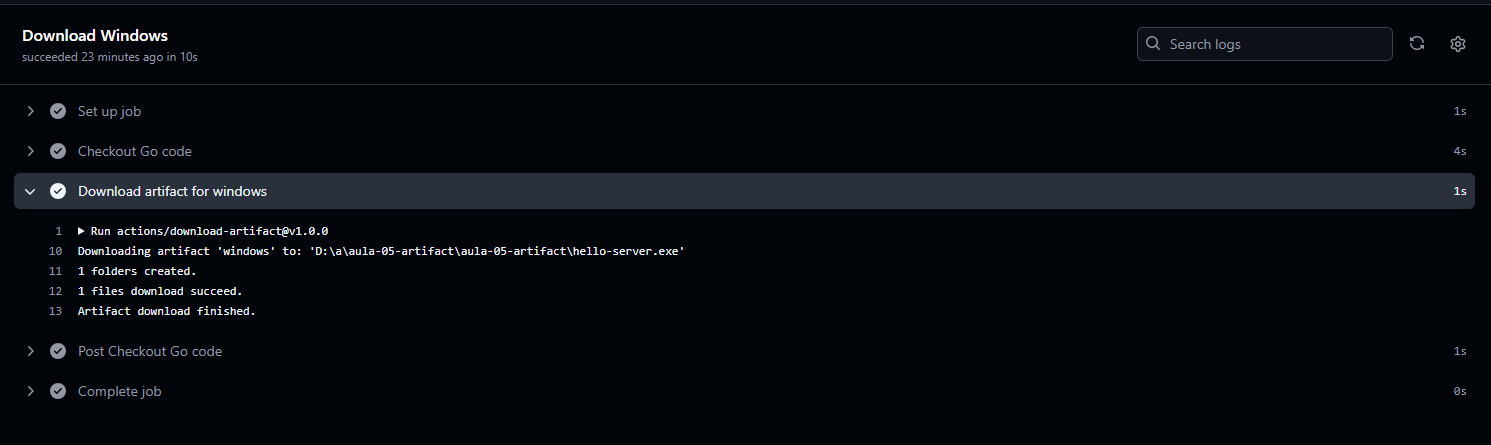 Download Windows
succeeded 23 minutes ago in 10s
Search logs
Set up job 1s
Checkout Go code 4s
Download artifact for windows 1s
1 Run actions/download-artifact@v1.0.0
10 Downloading artifact 'windows' to: 'D:\a\aula-05-artifact\aula-05-artifact\hello-server.exe'
11 1 folders created.
12 1 files download succeed.
13 Artifact download finished.
Post Checkout Go code 1s
Complete job 0s